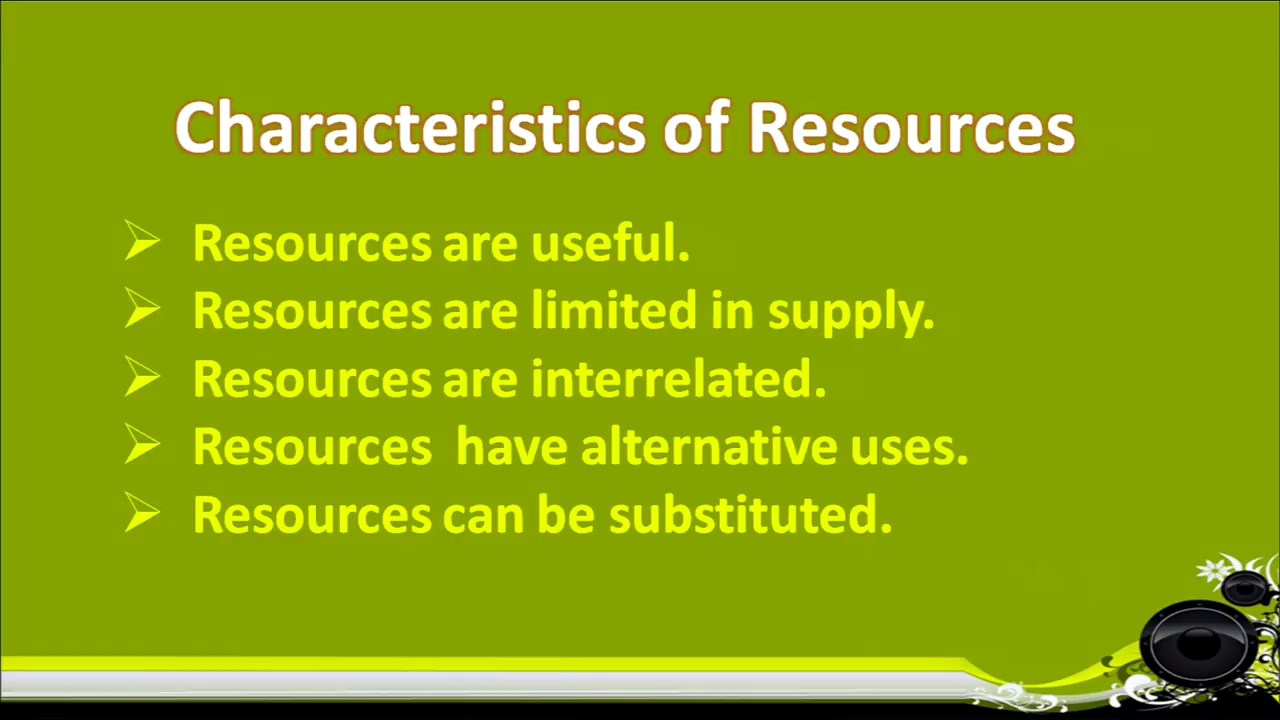 Characteristics of Resources
➢ Resources are useful.
➢ Resources are limited in supply.
➢ Resources are interrelated.
➢ Resources have alternative uses.
➢ Resources can be substituted.